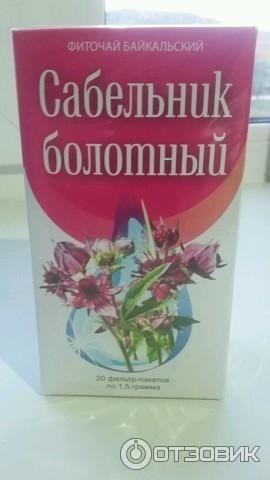 ФИТОЧАЙ БАЙКАЛЬСКИЙ
Сабельник
болотный
20 фильтр-пакетов
по 1,5 грамма
ОТЗОВИК